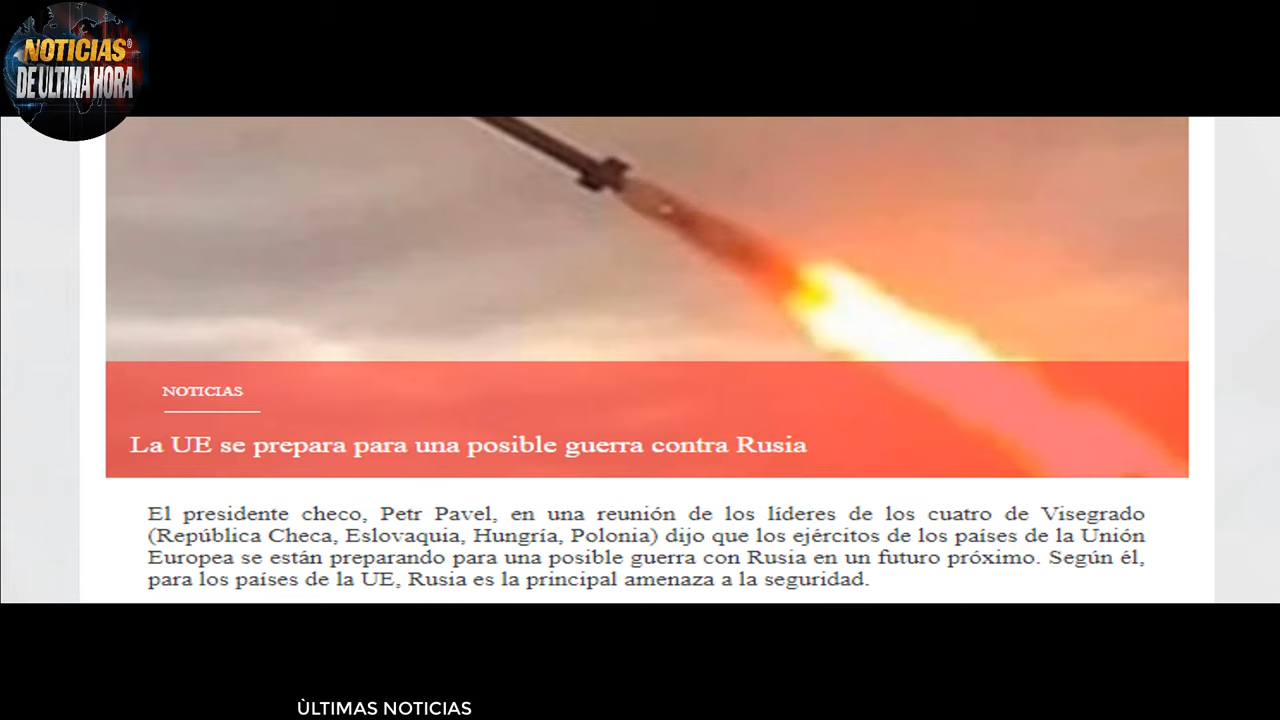 NOTICIAS®
DE ULTIMA HORA
NOTICIAS
La UE se prepara para una posible guerra contra Rusia
El presidente checo, Petr Pavel, en una reunión de los líderes de los cuatro de Visegrado
(República Checa, Eslovaquia, Hungría, Polonia) dijo que los ejércitos de los países de la Unión
Europea se están preparando para una posible guerra con Rusia en un futuro próximo. Según él,
para los países de la UE, Rusia es la principal amenaza a la seguridad.
ÙLTIMAS NOTICIAS